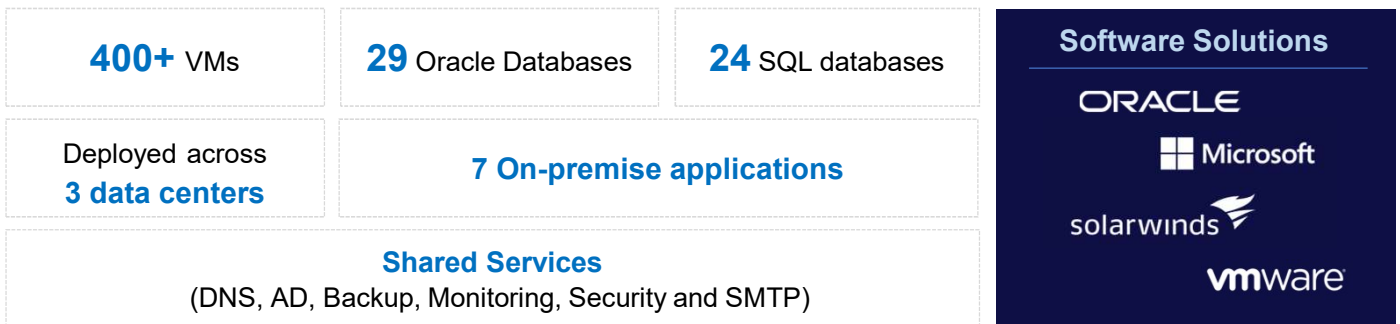 400+ VMs
29 Oracle Databases
24 SQL databases
Deployed across
3 data centers
7 On-premise applications
Shared Services
(DNS, AD, Backup, Monitoring, Security and SMTP)
Software Solutions
ORACLE
Microsoft
solarwinds
vmware